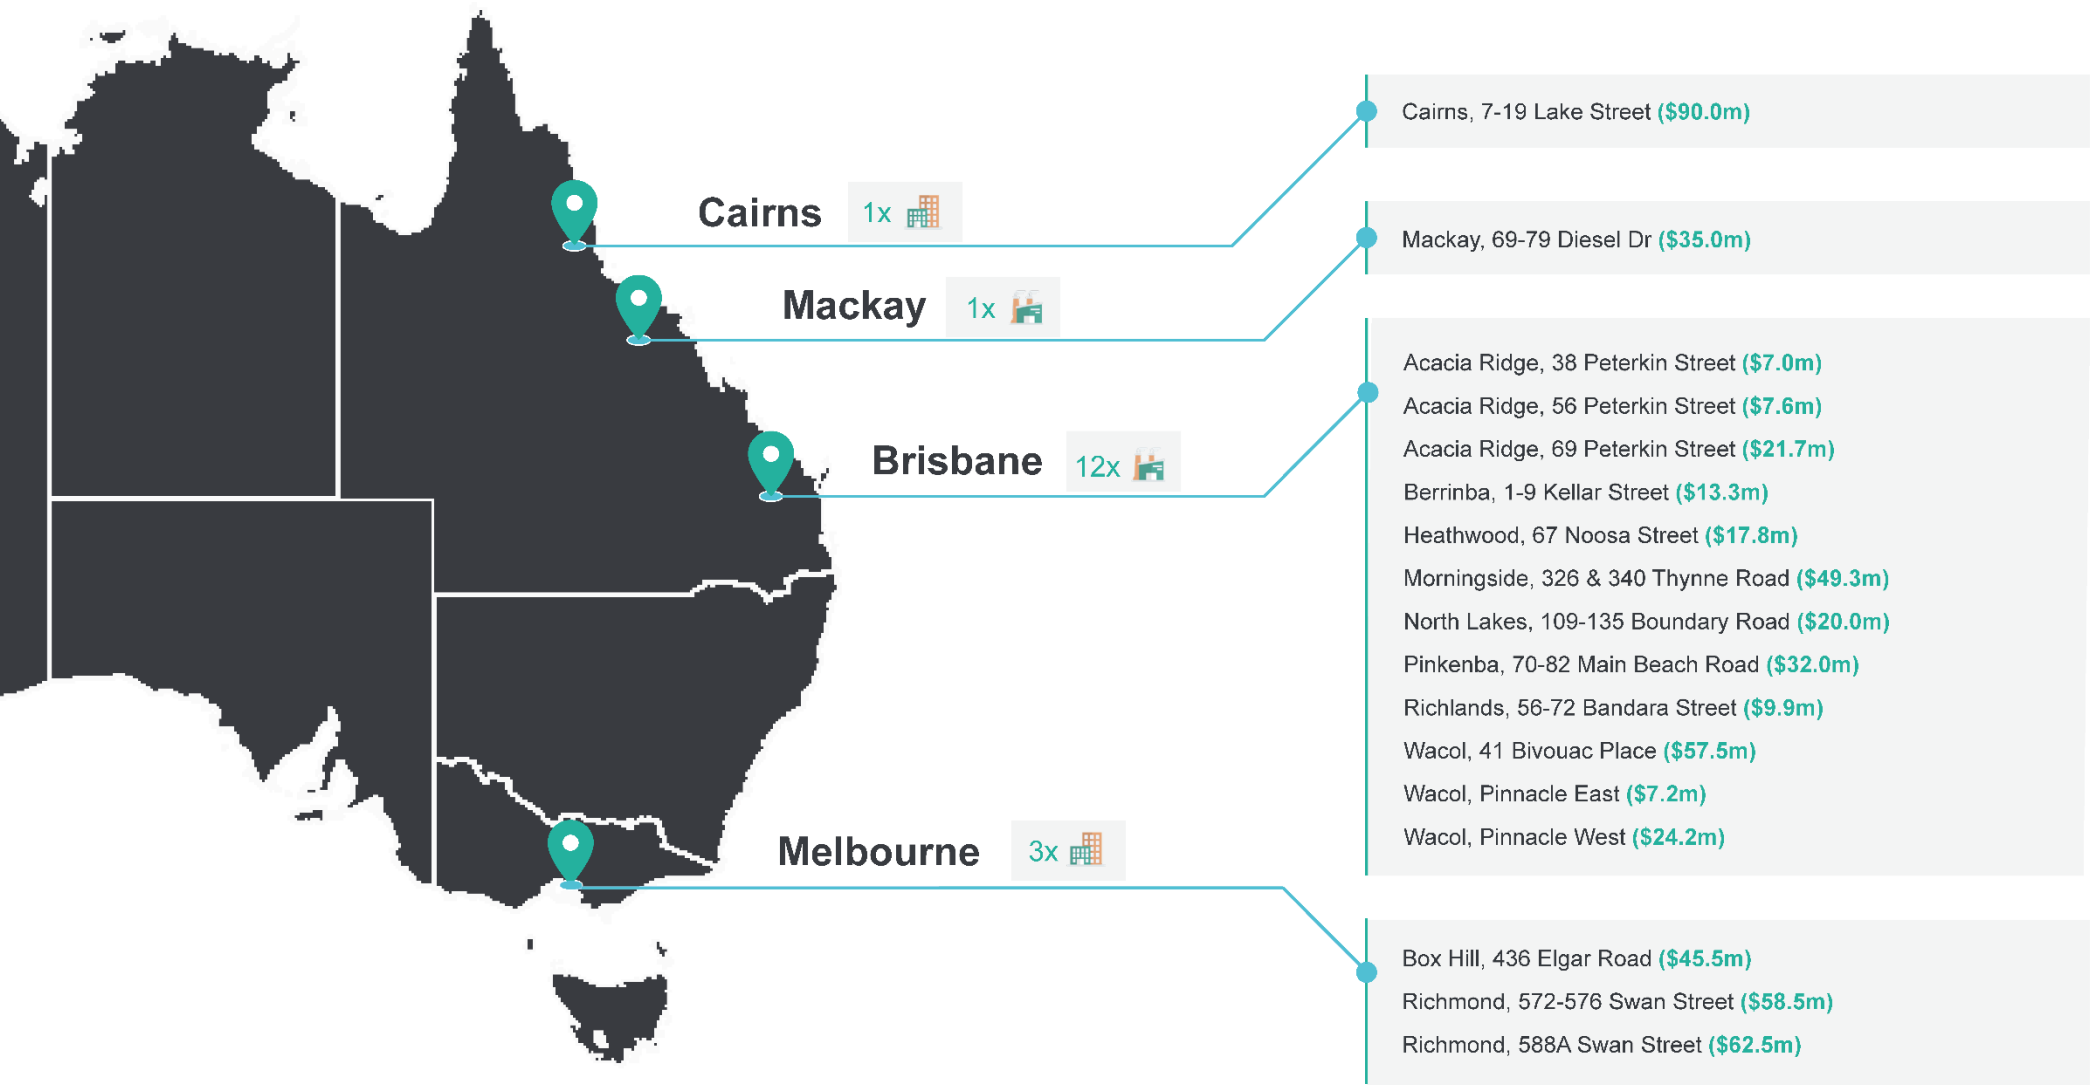 Cairns 1x
Mackay 1x
Brisbane 12x
Melbourne 3x
Cairns, 7-19 Lake Street ($90.0m)
Mackay, 69-79 Diesel Dr ($35.0m)
Acacia Ridge, 38 Peterkin Street ($7.0m)
Acacia Ridge, 56 Peterkin Street ($7.6m)
Acacia Ridge, 69 Peterkin Street ($21.7m)
Berrinba, 1-9 Kellar Street ($13.3m)
Heathwood, 67 Noosa Street ($17.8m)
Morningside, 326 & 340 Thynne Road ($49.3m)
North Lakes, 109-135 Boundary Road ($20.0m)
Pinkenba, 70-82 Main Beach Road ($32.0m)
Richlands, 56-72 Bandara Street ($9.9m)
Wacol, 41 Bivouac Place ($57.5m)
Wacol, Pinnacle East ($7.2m)
Wacol, Pinnacle West ($24.2m)
Box Hill, 436 Elgar Road ($45.5m)
Richmond, 572-576 Swan Street ($58.5m)
Richmond, 588A Swan Street ($62.5m)